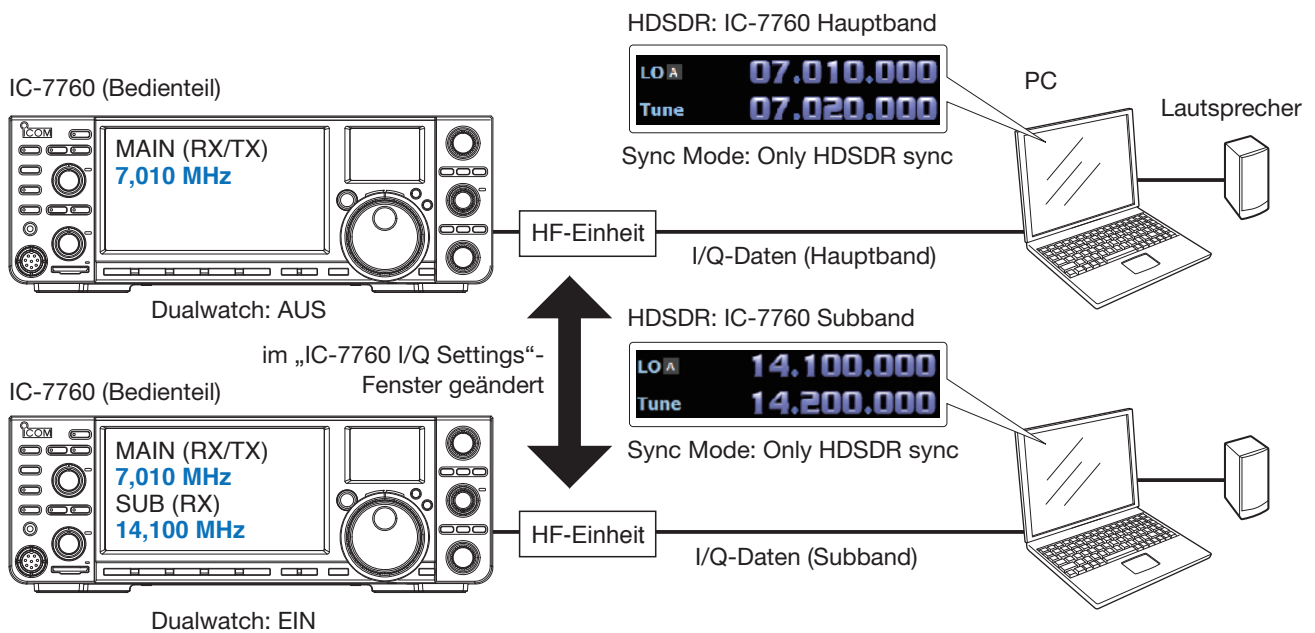 HDSDR: IC-7760 Hauptband
LO A 07.010.000
Tune 07.020.000
Sync Mode: Only HDSDR sync
PC
Lautsprecher
IC-7760 (Bedienteil)
ICOM
MAIN (RX/TX)
7,010 MHz
HF-Einheit
I/Q-Daten (Hauptband)
Dualwatch: AUS
im „IC-7760 I/Q Settings“-
Fenster geändert
HDSDR: IC-7760 Subband
LO A 14.100.000
Tune 14.200.000
Sync Mode: Only HDSDR sync
IC-7760 (Bedienteil)
ICOM
MAIN (RX/TX)
7,010 MHz
SUB (RX)
14,100 MHz
HF-Einheit
I/Q-Daten (Subband)
Dualwatch: EIN